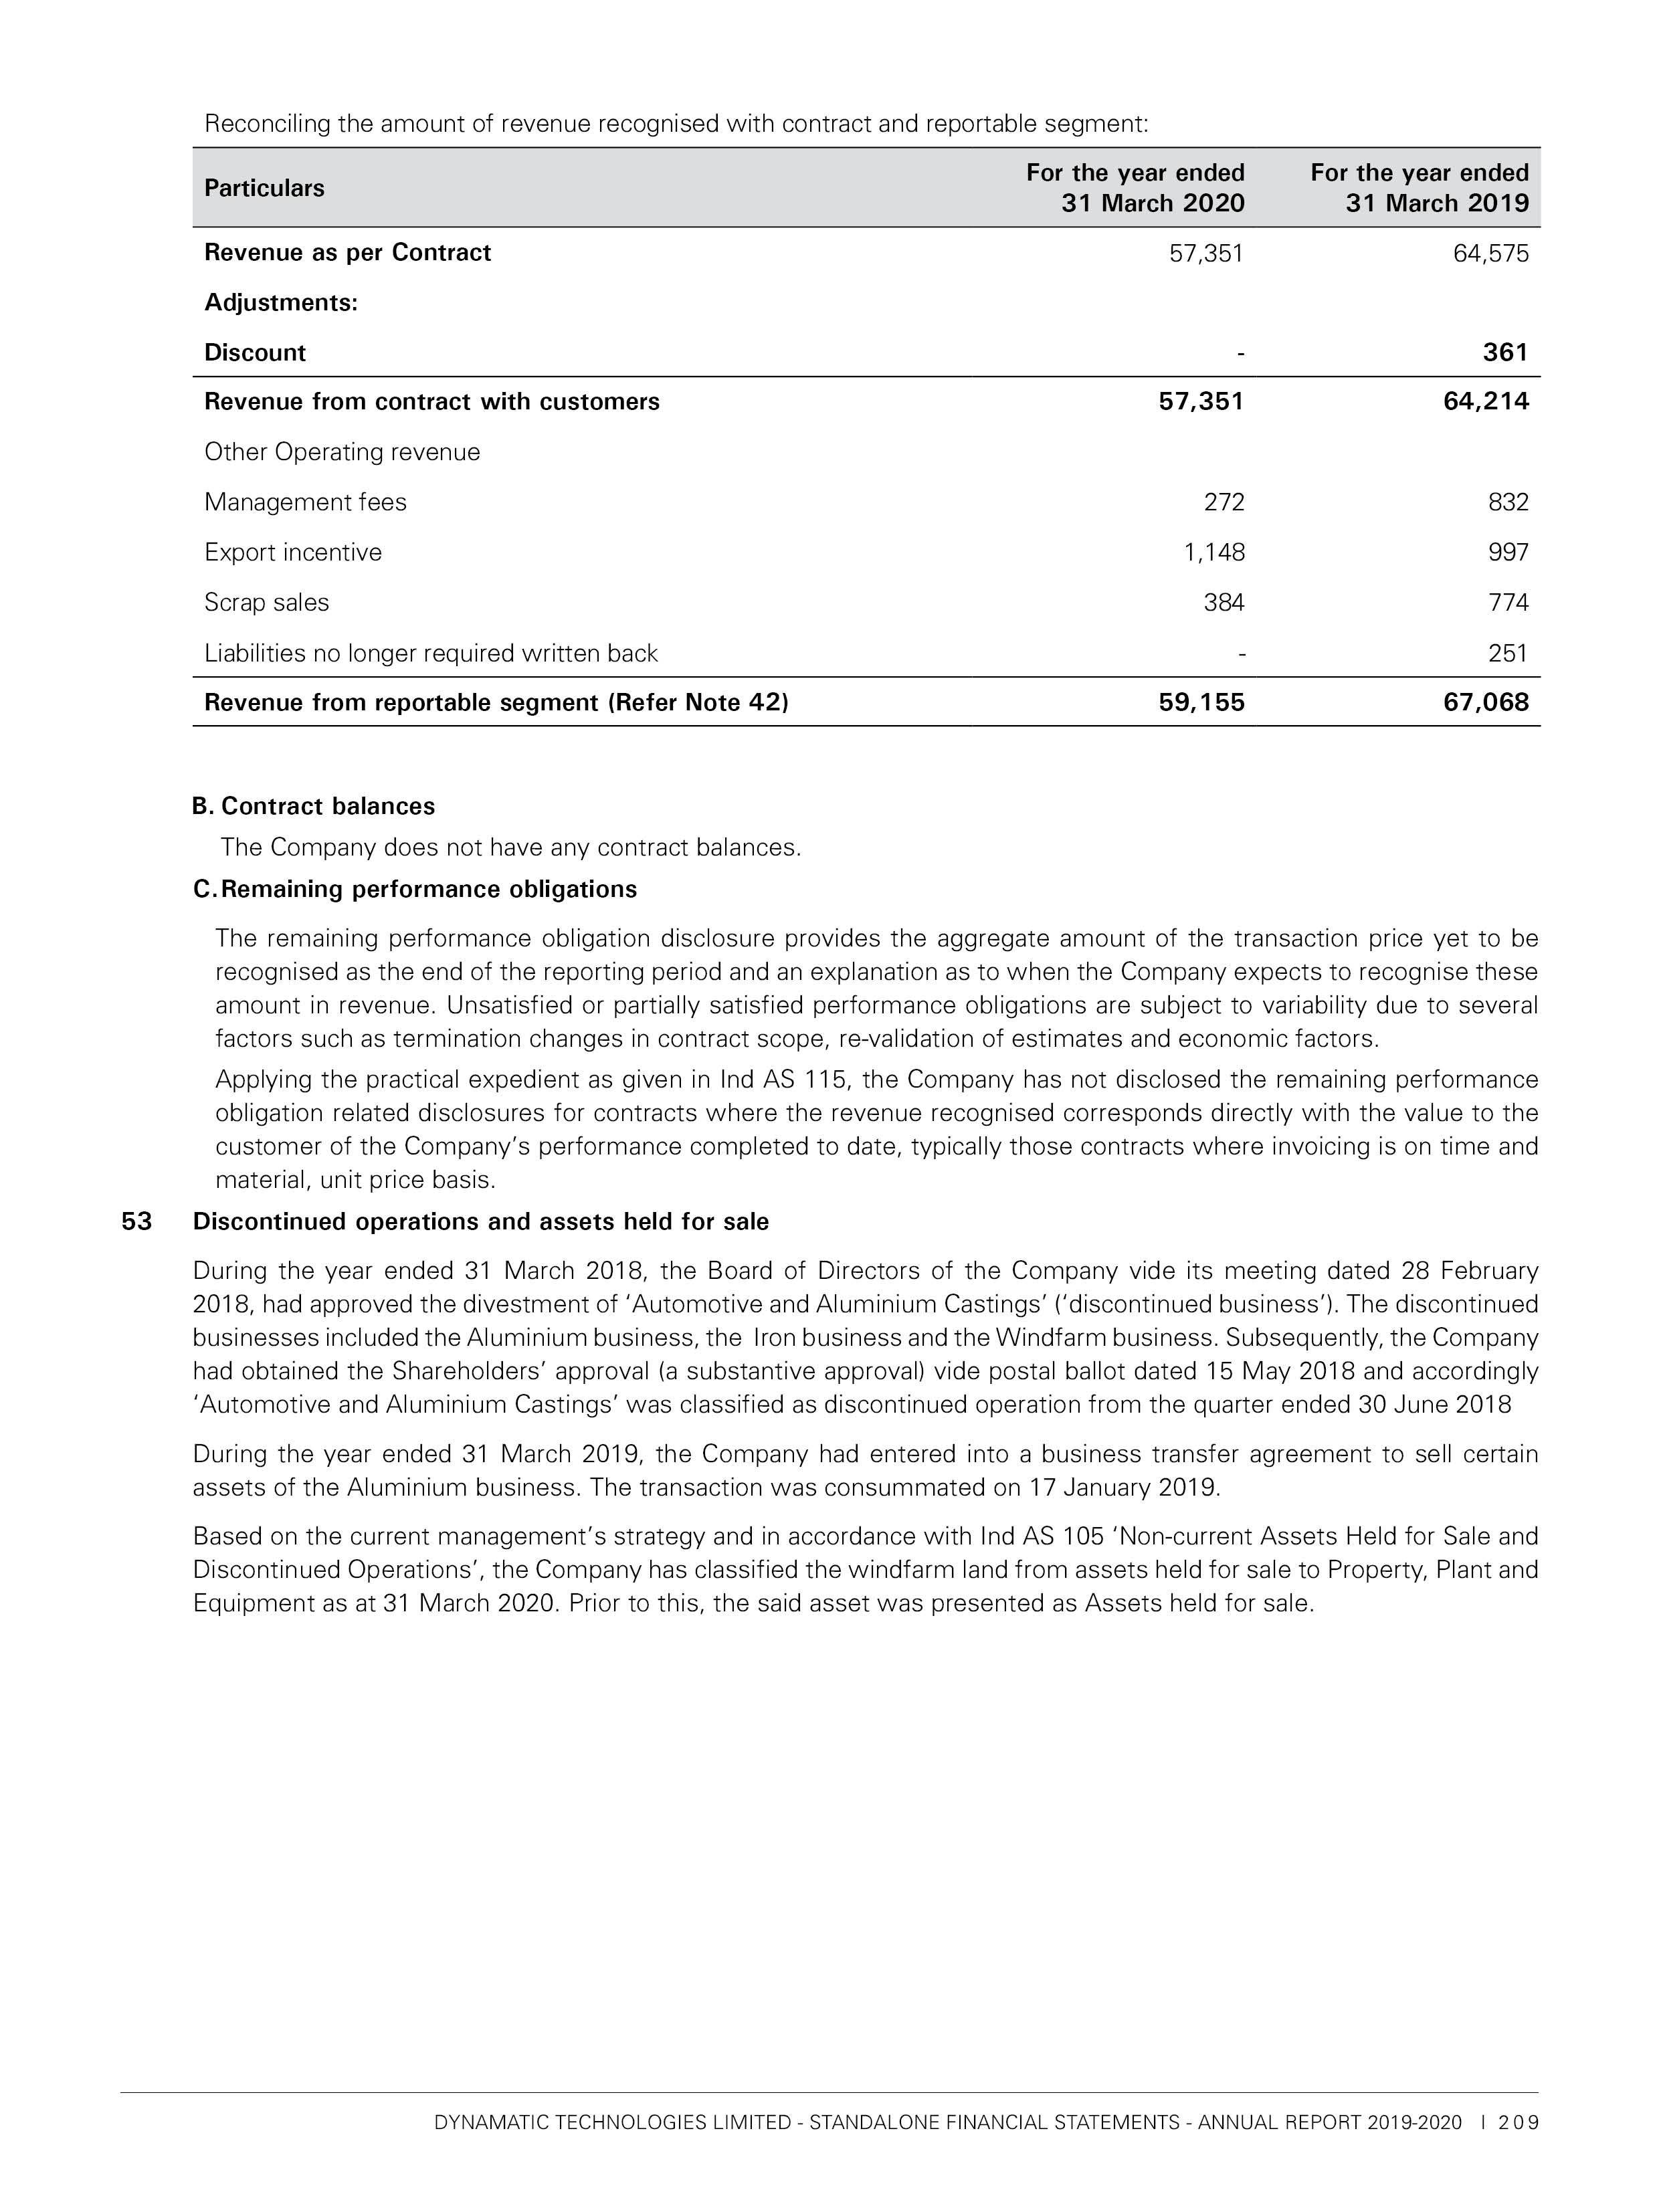 Reconciling the amount of revenue recognised with contract and reportable segment:
Particulars For the year ended 31 March 2020 For the year ended 31 March 2019
Revenue as per Contract 57,351 64,575
Adjustments:
Discount - 361
Revenue from contract with customers 57,351 64,214
Other Operating revenue
Management fees 272 832
Export incentive 1,148 997
Scrap sales 384 774
Liabilities no longer required written back - 251
Revenue from reportable segment (Refer Note 42) 59,155 67,068
B. Contract balances
The Company does not have any contract balances.
C. Remaining performance obligations
The remaining performance obligation disclosure provides the aggregate amount of the transaction price yet to be
recognised as the end of the reporting period and an explanation as to when the Company expects to recognise these
amount in revenue. Unsatisfied or partially satisfied performance obligations are subject to variability due to several
factors such as termination changes in contract scope, re-validation of estimates and economic factors.
Applying the practical expedient as given in Ind AS 115, the Company has not disclosed the remaining performance
obligation related disclosures for contracts where the revenue recognised corresponds directly with the value to the
customer of the Company's performance completed to date, typically those contracts where invoicing is on time and
material, unit price basis.
53 Discontinued operations and assets held for sale
During the year ended 31 March 2018, the Board of Directors of the Company vide its meeting dated 28 February
2018, had approved the divestment of 'Automotive and Aluminium Castings' ('discontinued business'). The discontinued
businesses included the Aluminium business, the Iron business and the Windfarm business. Subsequently, the Company
had obtained the Shareholders' approval (a substantive approval) vide postal ballot dated 15 May 2018 and accordingly
'Automotive and Aluminium Castings' was classified as discontinued operation from the quarter ended 30 June 2018
During the year ended 31 March 2019, the Company had entered into a business transfer agreement to sell certain
assets of the Aluminium business. The transaction was consummated on 17 January 2019.
Based on the current management's strategy and in accordance with Ind AS 105 'Non-current Assets Held for Sale and
Discontinued Operations', the Company has classified the windfarm land from assets held for sale to Property, Plant and
Equipment as at 31 March 2020. Prior to this, the said asset was presented as Assets held for sale.
DYNAMATIC TECHNOLOGIES LIMITED - STANDALONE FINANCIAL STATEMENTS - ANNUAL REPORT 2019-2020 | 209